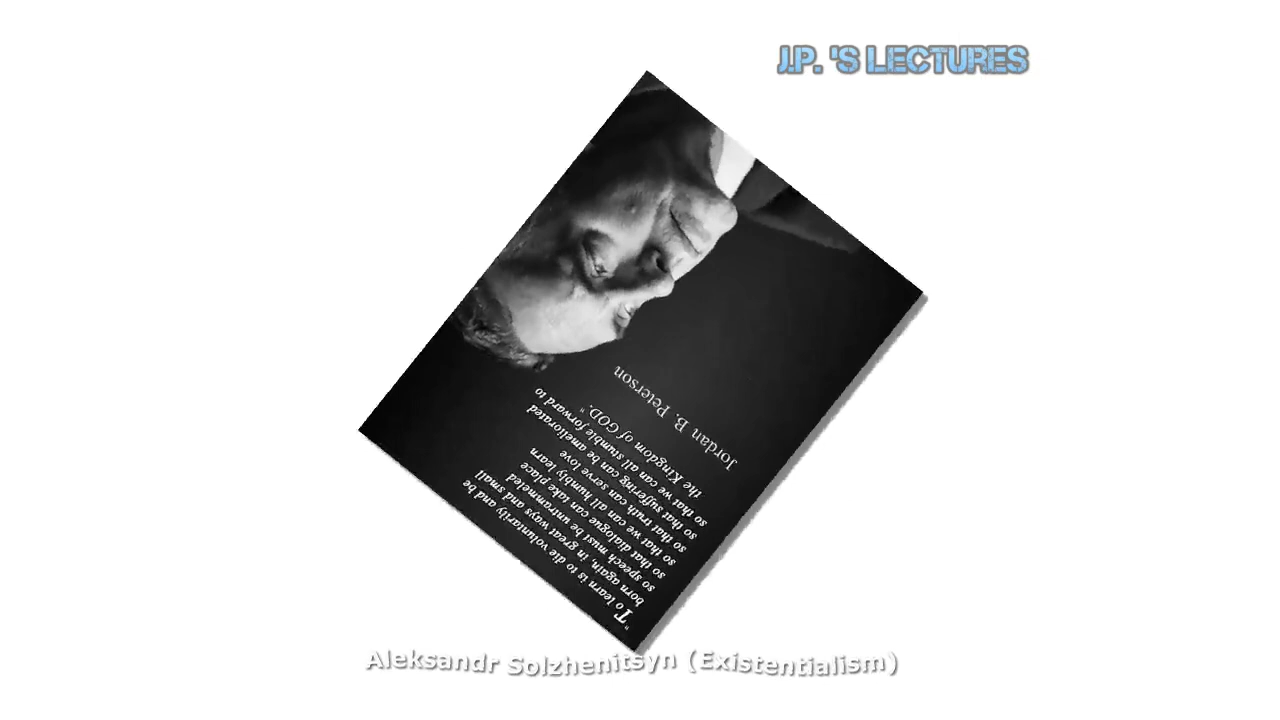 J.P. 'S LECTURES
"To learn is to die voluntarily and be
born again, in great ways and small
so speech must be untrammeled
so that dialogue can take place
so that we can all humbly learn
so that truth can serve love
so that suffering can be ameliorated
so that we can all stumble forward to
the Kingdom of GOD."
Jordan B. Peterson
Aleksandr Solzhenitsyn (Existentialism)